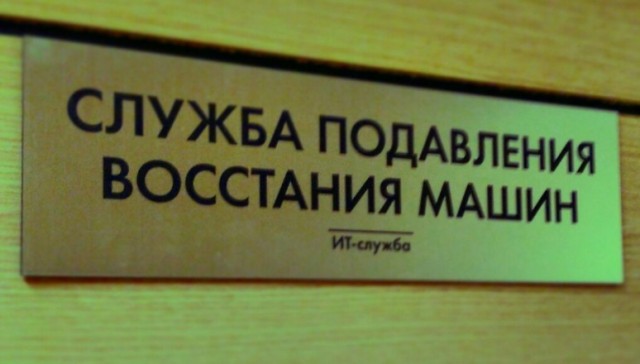 СЛУЖБА ПОДАВЛЕНИЯ
ВОССТАНИЯ МАШИН
ИТ-служба